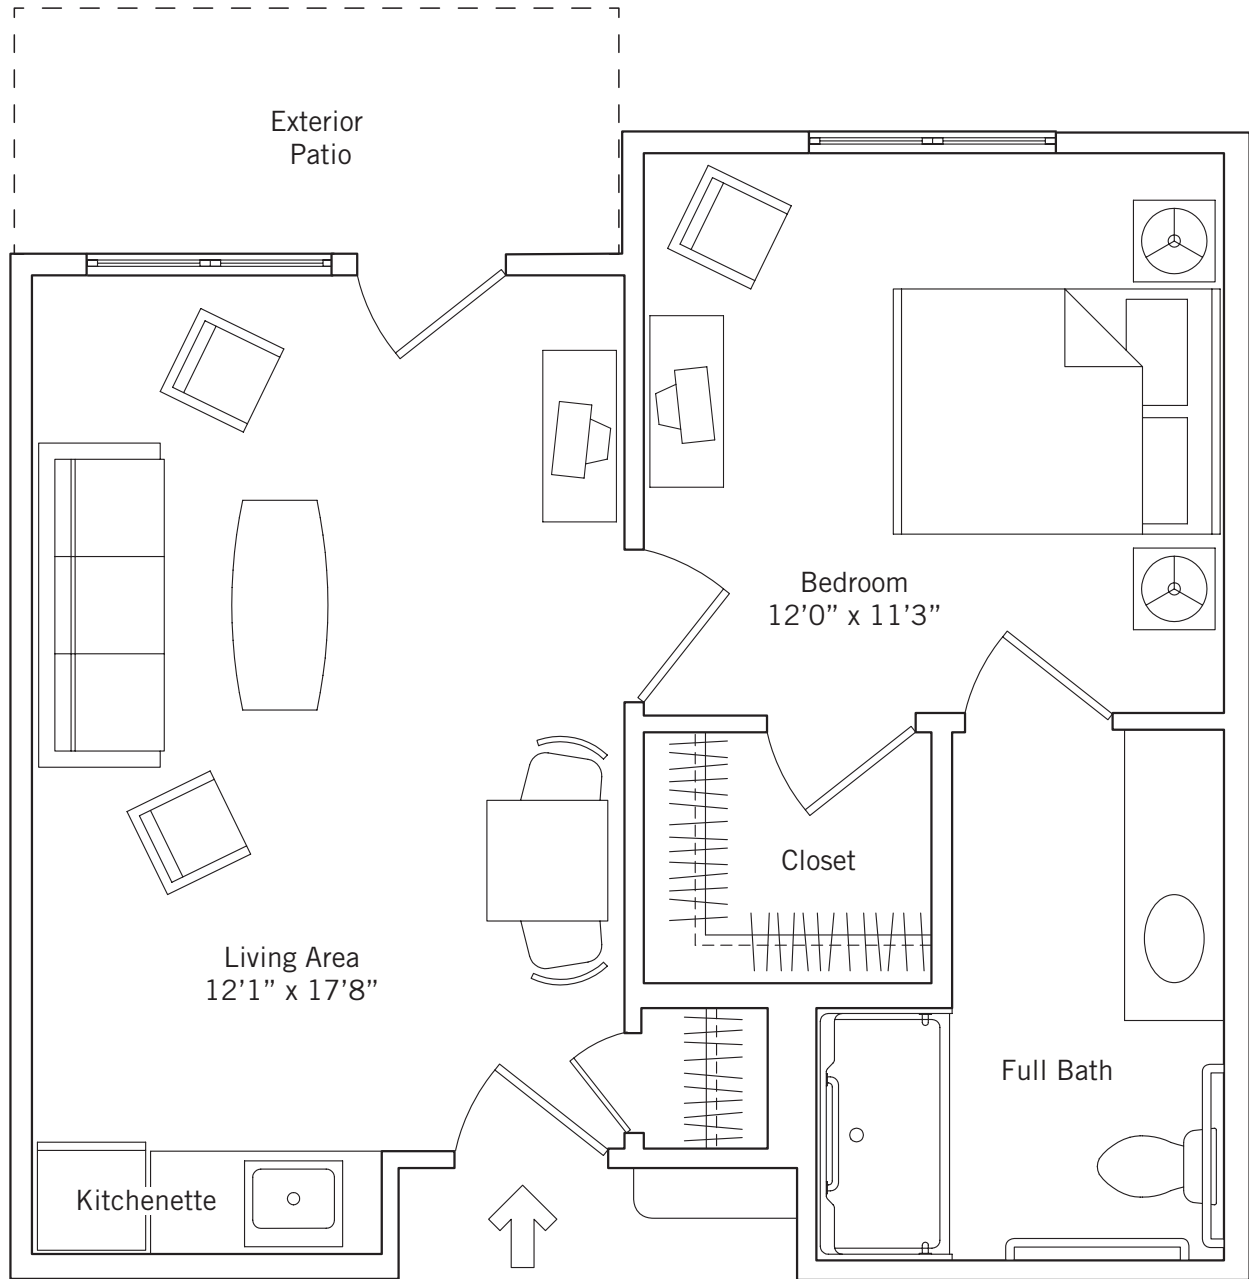 Exterior
Patio
Bedroom
12’0” x 11’3”
Closet
Living Area
12’1” x 17’8”
Full Bath
Kitchenette